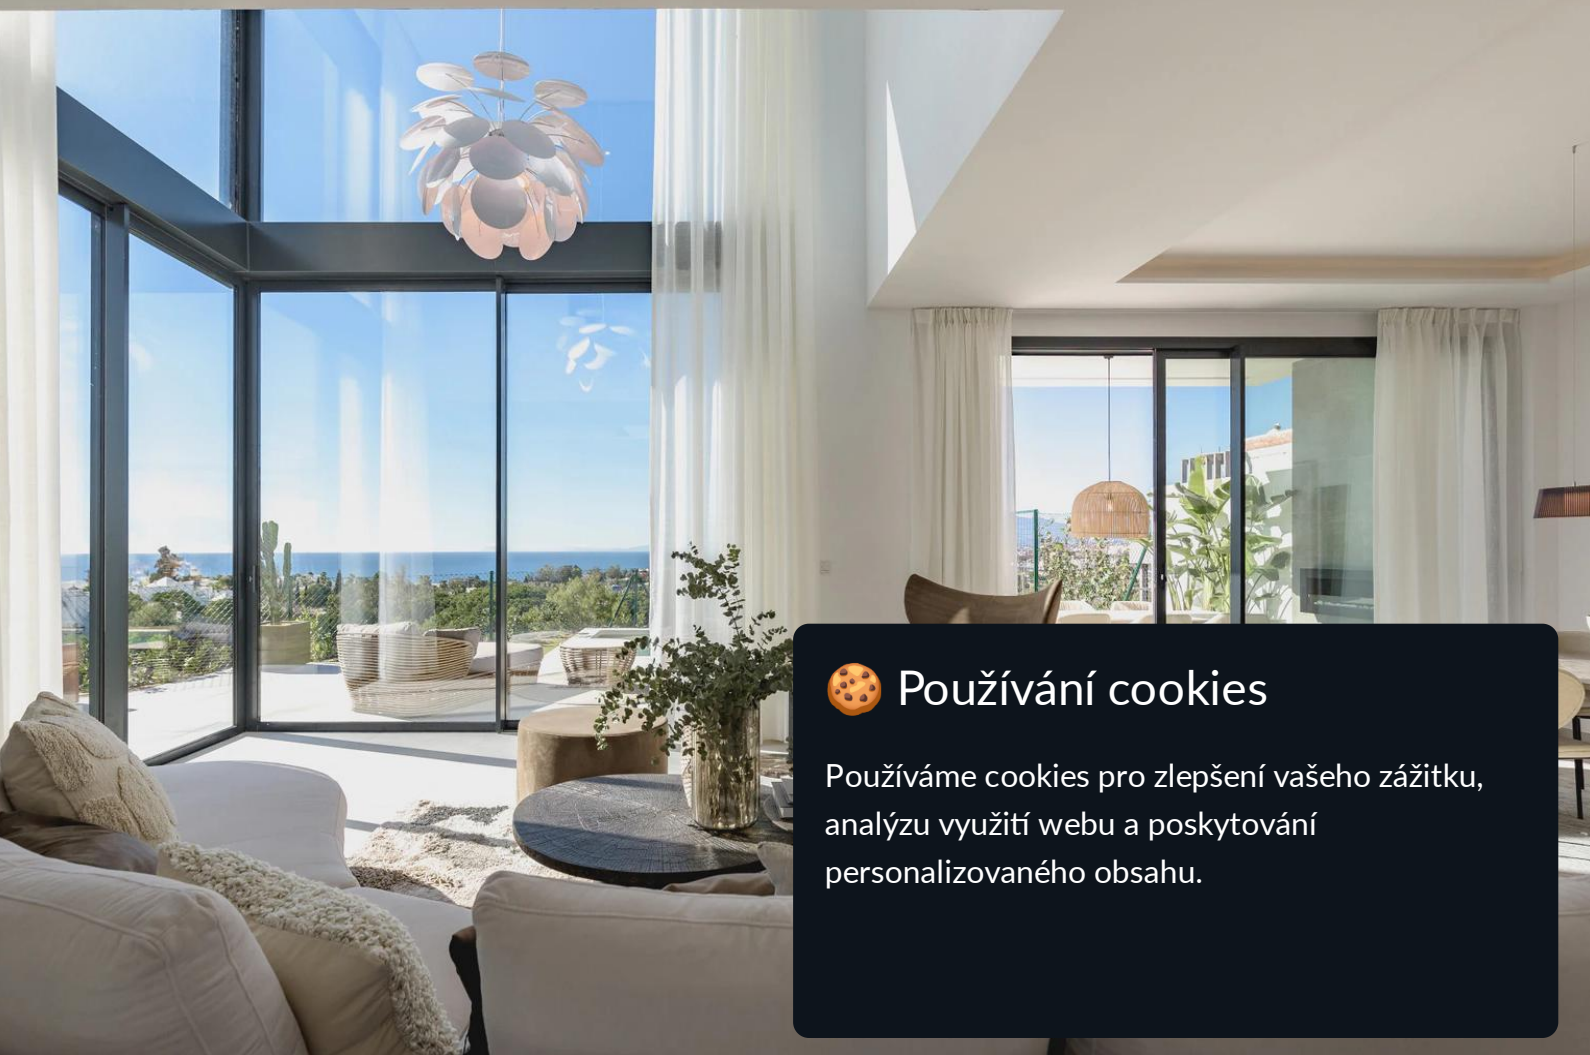 🍪 Používání cookies
Používáme cookies pro zlepšení vašeho zážitku,
analýzu využití webu a poskytování
personalizovaného obsahu.